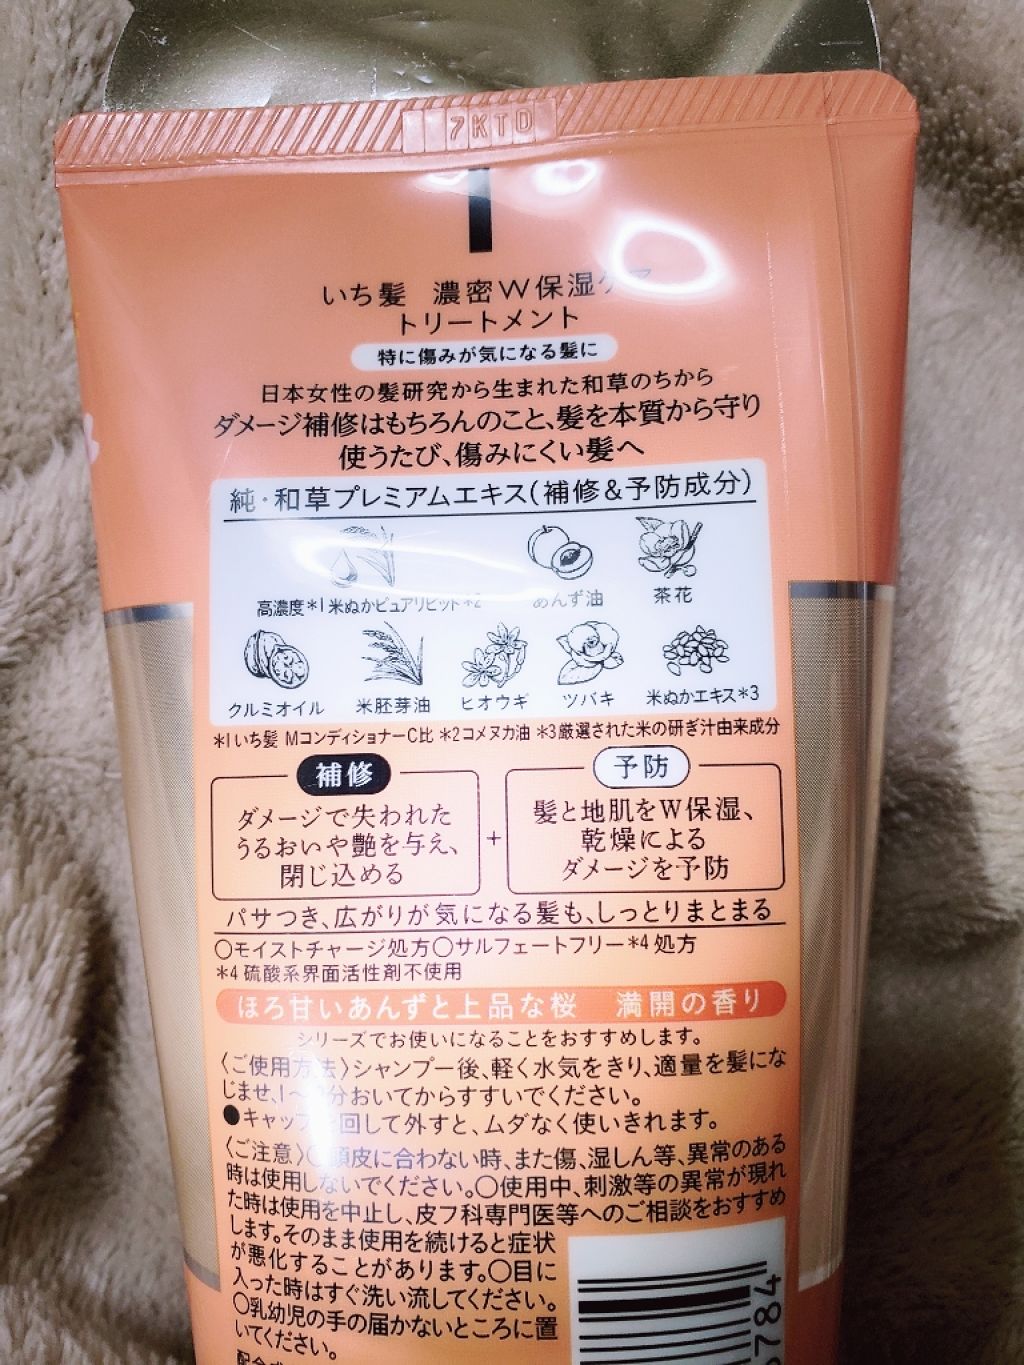 7KTD
いち髪 濃密W保湿ケア
トリートメント
特に傷みが気になる髪に
日本女性の髪研究から生まれた和草のちから
ダメージ補修はもちろんのこと、髪を本質から守り
使うたび、傷みにくい髪へ
純・和草プレミアムエキス(補修&予防成分)
高濃度*1米ぬかピュアリピッド*2 あんず油 茶花
クルミオイル 米胚芽油 ヒオウギ ツバキ 米ぬかエキス*3
*1いち髪 MコンディショナーC比 *2コメヌカ油 *3厳選された米の研ぎ汁由来成分
補修
ダメージで失われた
うるおいや艶を与え、
閉じ込める
+
予防
髪と地肌をW保湿、
乾燥による
ダメージを予防
パサつき、広がりが気になる髪も、しっとりまとまる
○モイストチャージ処方○サルフェートフリー*4処方
*4 硫酸系界面活性剤不使用
ほろ甘いあんずと上品な桜 満開の香り
シリーズでお使いになることをおすすめします。
〈ご使用方法〉シャンプー後、軽く水気をきり、適量を髪にな
じませ、1〜 分おいてからすすいでください。
●キャップを回して外すと、ムダなく使いきれます。
〈ご注意〉○頭皮に合わない時、また傷、湿しん等、異常のある
時は使用しないでください。○使用中、刺激等の異常が現れ
た時は使用を中止し、皮フ科専門医等へのご相談をおすすめ
します。そのまま使用を続けると症状
が悪化することがあります。○目に
入った時はすぐ洗い流してください。
○乳幼児の手の届かないところに置
いてください。
6784